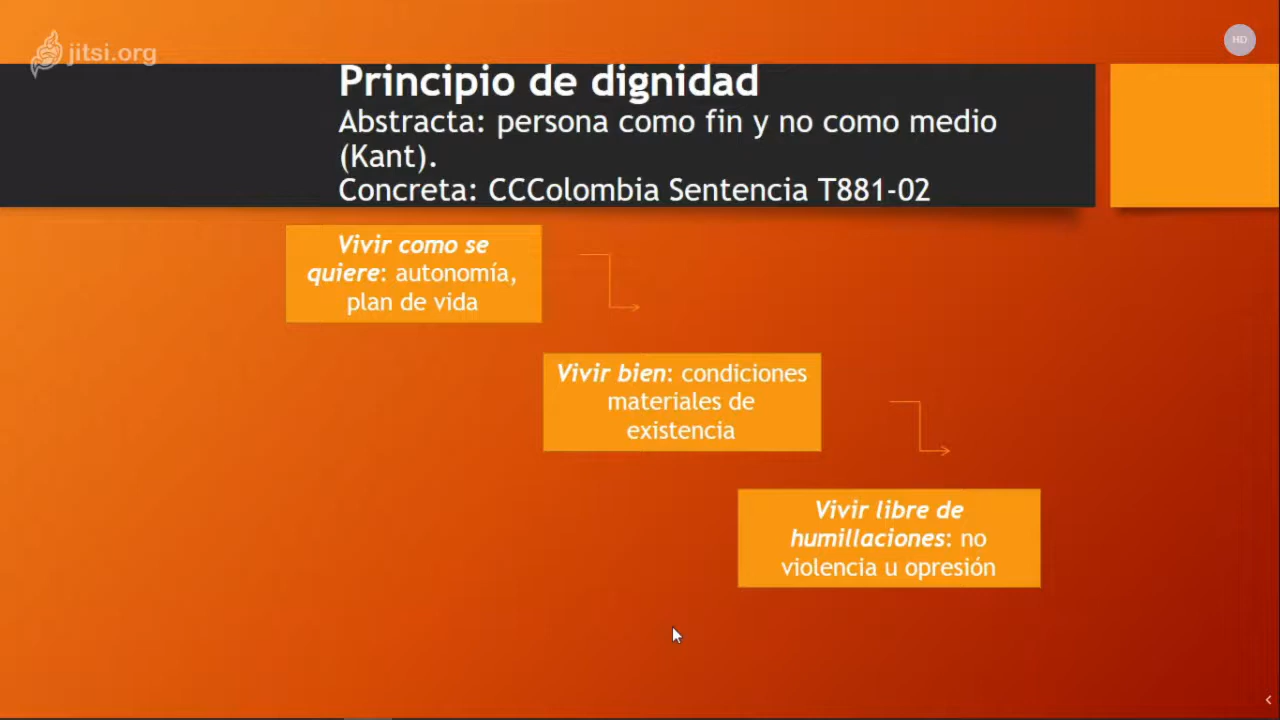 jitsi.org
HD
Principio de dignidad
Abstracta: persona como fin y no como medio
(Kant).
Concreta: CCColombia Sentencia T881-02
Vivir como se
quiere: autonomía,
plan de vida
Vivir bien: condiciones
materiales de
existencia
Vivir libre de
humillaciones: no
violencia u opresión